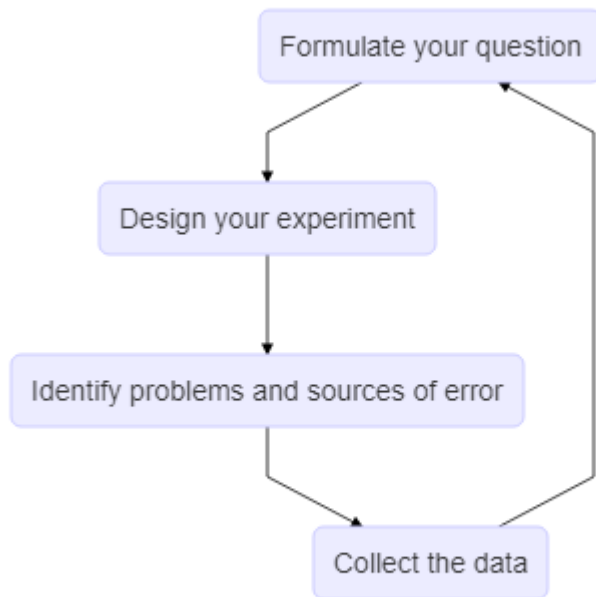 Formulate your question
Design your experiment
Identify problems and sources of error
Collect the data